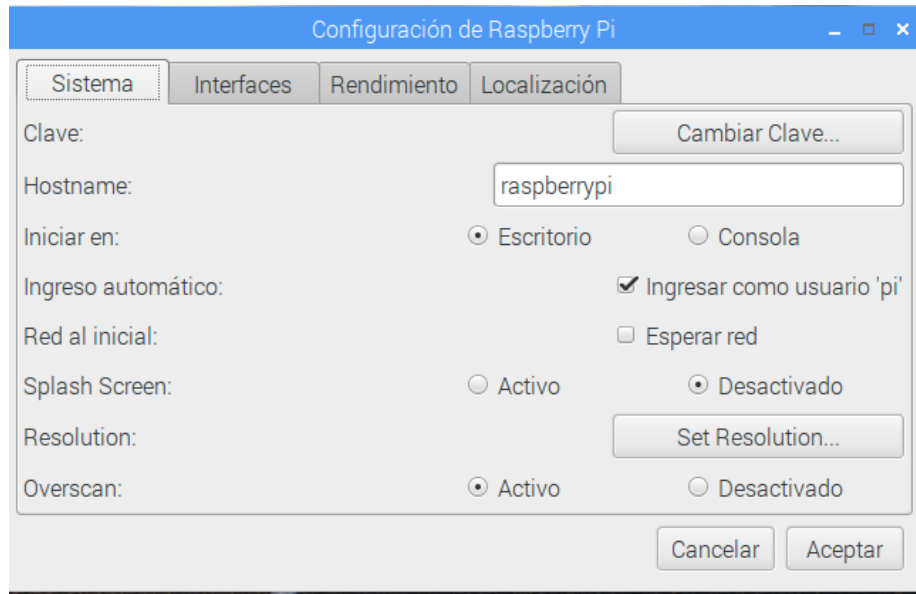 Configuración de Raspberry Pi
Sistema Interfaces Rendimiento Localización
Clave: Cambiar Clave...
Hostname: raspberrypi
Iniciar en: Escritorio Consola
Ingreso automático: Ingresar como usuario 'pi'
Red al inicial: Esperar red
Splash Screen: Activo Desactivado
Resolution: Set Resolution...
Overscan: Activo Desactivado
Cancelar Aceptar